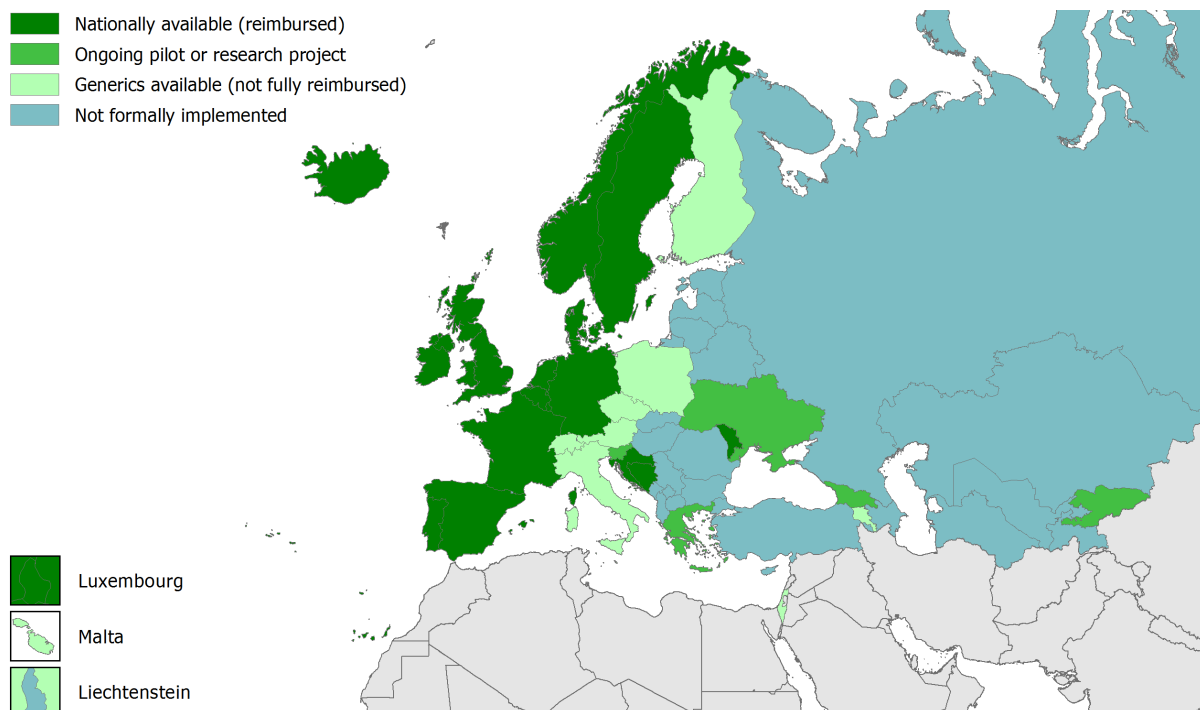 Nationally available (reimbursed)
Ongoing pilot or research project
Generics available (not fully reimbursed)
Not formally implemented
Luxembourg
Malta
Liechtenstein